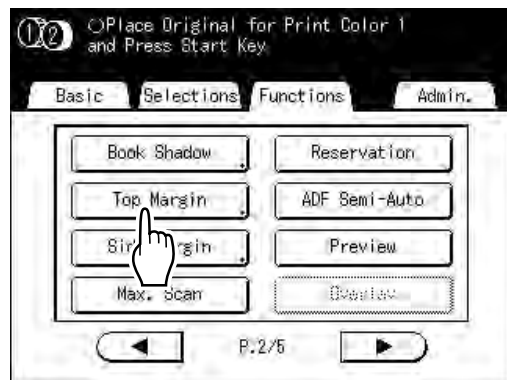 ①② ○Place Original for Print Color 1
and Press Start Key
Basic Selections Functions Admin.
Book Shadow Reservation
Top Margin ADF Semi-Auto
Preview
Max. Scan Overlay
P.2/5